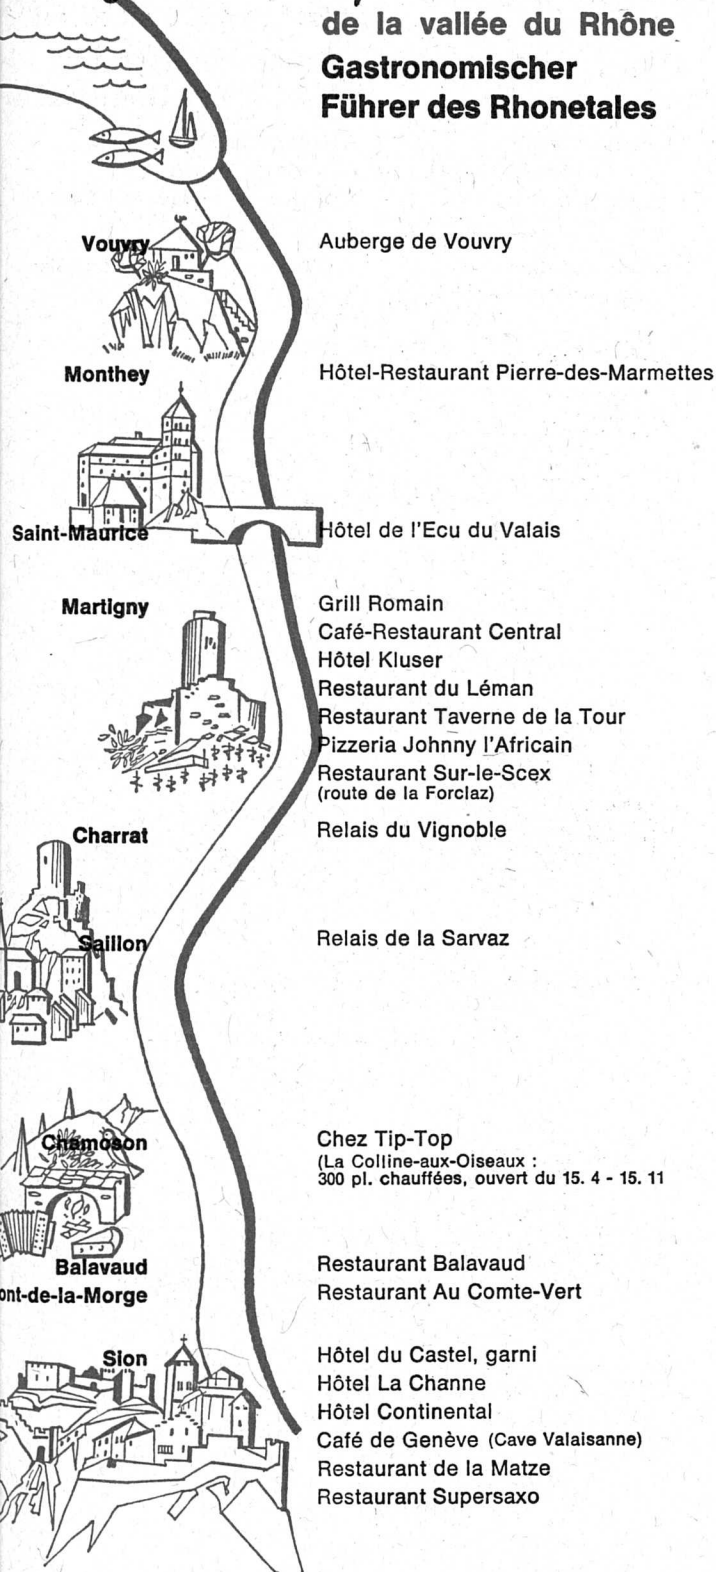 de la vallée du Rhône
Gastronomischer
Führer des Rhonetales
Vouvry Auberge de Vouvry
Monthey Hôtel-Restaurant Pierre-des-Marmettes
Saint-Maurice Hôtel de l'Ecu du Valais
Martigny Grill Romain
Café-Restaurant Central
Hôtel Kluser
Restaurant du Léman
Restaurant Taverne de la Tour
Pizzeria Johnny l'Africain
Restaurant Sur-le-Scex
(route de la Forclaz)
Charrat Relais du Vignoble
Saillon Relais de la Sarvaz
Chamoson Chez Tip-Top
(La Colline-aux-Oiseaux :
300 pl. chauffées, ouvert du 15. 4 - 15. 11
Balavaud Restaurant Balavaud
ont-de-la-Morge Restaurant Au Comte-Vert
Sion Hôtel du Castel, garni
Hôtel La Channe
Hôtel Continental
Café de Genève (Cave Valaisanne)
Restaurant de la Matze
Restaurant Supersaxo